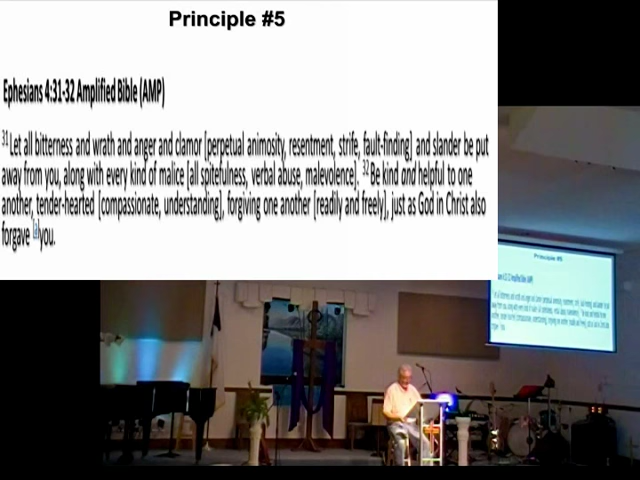 Principle #5
Ephesians 4:31-32 Amplified Bible (AMP)
31 Let all bitterness and wrath and anger and clamor [perpetual animosity, resentment, strife, fault-finding] and slander be put
away from you, along with every kind of malice [all spitefulness, verbal abuse, malevolence]. 32 Be kind and helpful to one
another, tender-hearted [compassionate, understanding], forgiving one another [readily and freely], just as God in Christ also
forgave [a]you.
Principle #5